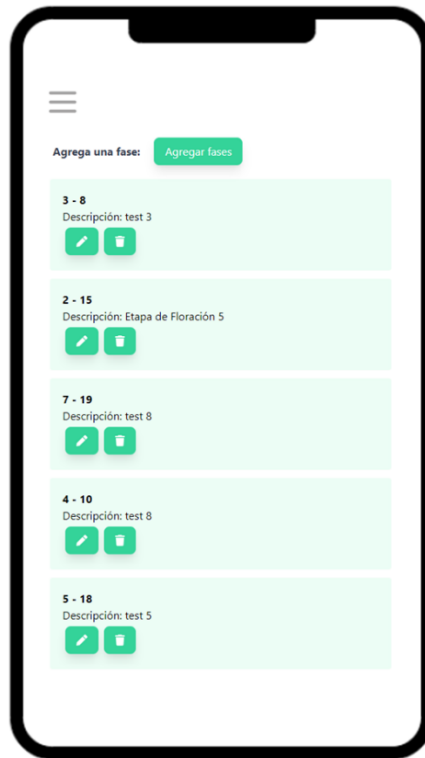 Agrega una fase: Agregar fases
3 - 8
Descripción: test 3
2 - 15
Descripción: Etapa de Floración 5
7 - 19
Descripción: test 8
4 - 10
Descripción: test 8
5 - 18
Descripción: test 5